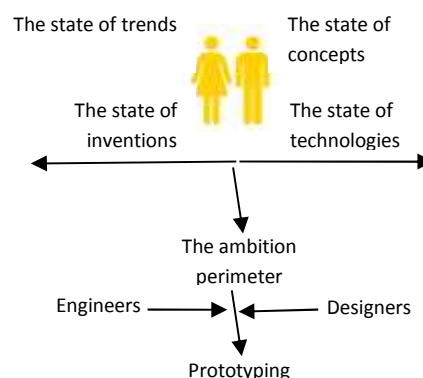 The state of trends
The state of
concepts
The state of
inventions
The state of
technologies
The ambition
perimeter
Engineers
Designers
Prototyping